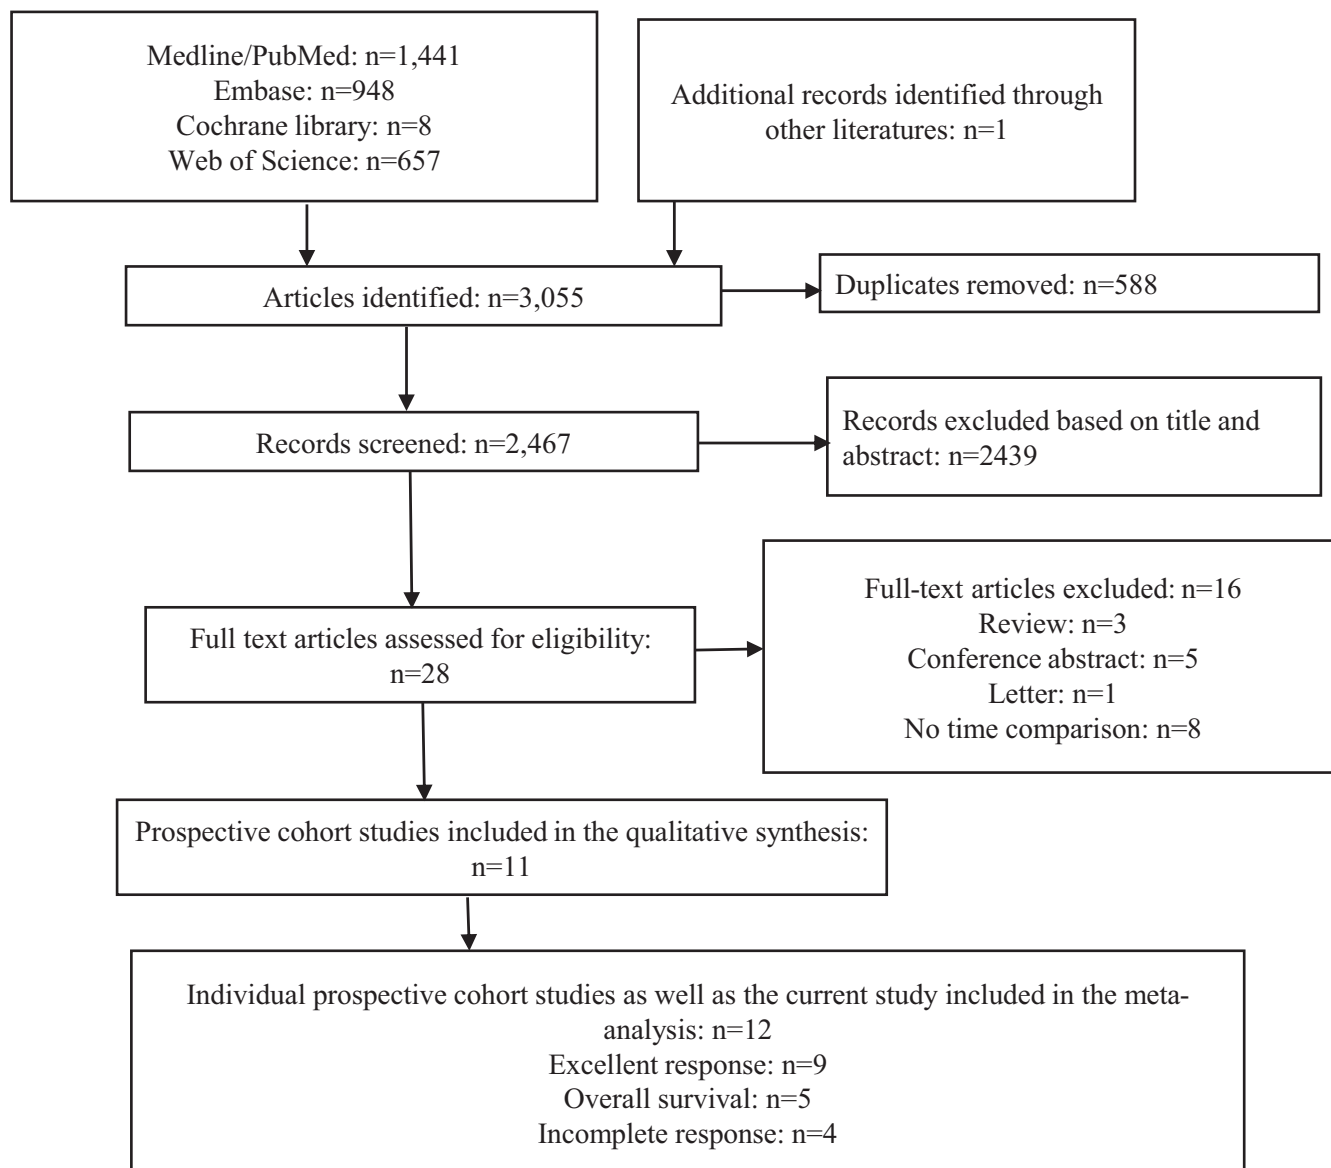 Medline/PubMed: n=1,441
Embase: n=948
Cochrane library: n=8
Web of Science: n=657
Additional records identified through
other literatures: n=1
Articles identified: n=3,055
Duplicates removed: n=588
Records screened: n=2,467
Records excluded based on title and
abstract: n=2439
Full text articles assessed for eligibility:
n=28
Full-text articles excluded: n=16
Review: n=3
Conference abstract: n=5
Letter: n=1
No time comparison: n=8
Prospective cohort studies included in the qualitative synthesis:
n=11
Individual prospective cohort studies as well as the current study included in the meta-
analysis: n=12
Excellent response: n=9
Overall survival: n=5
Incomplete response: n=4